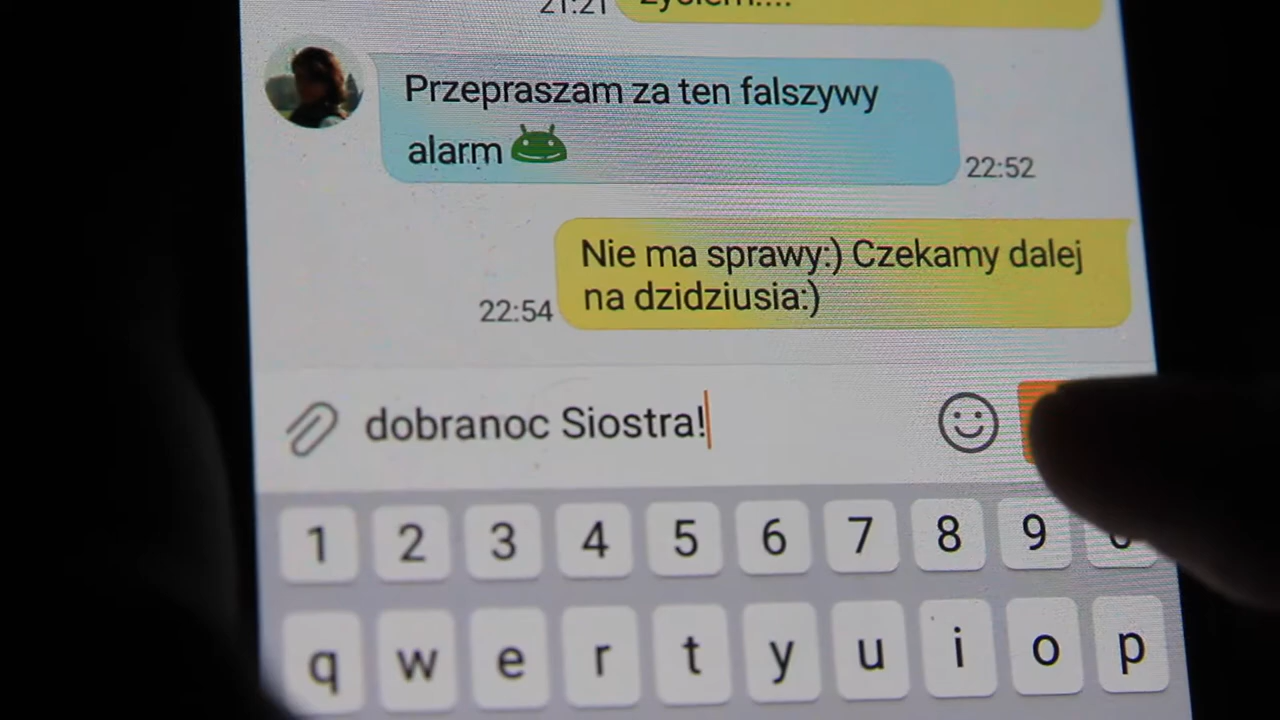 21:21
Przepraszam za ten falszywy
alarm
22:52
Nie ma sprawy:) Czekamy dalej
na dzidziusia:)
22:54
dobranoc Siostra!
1 2 3 4 5 6 7 8 9
q w e r t y u i o p